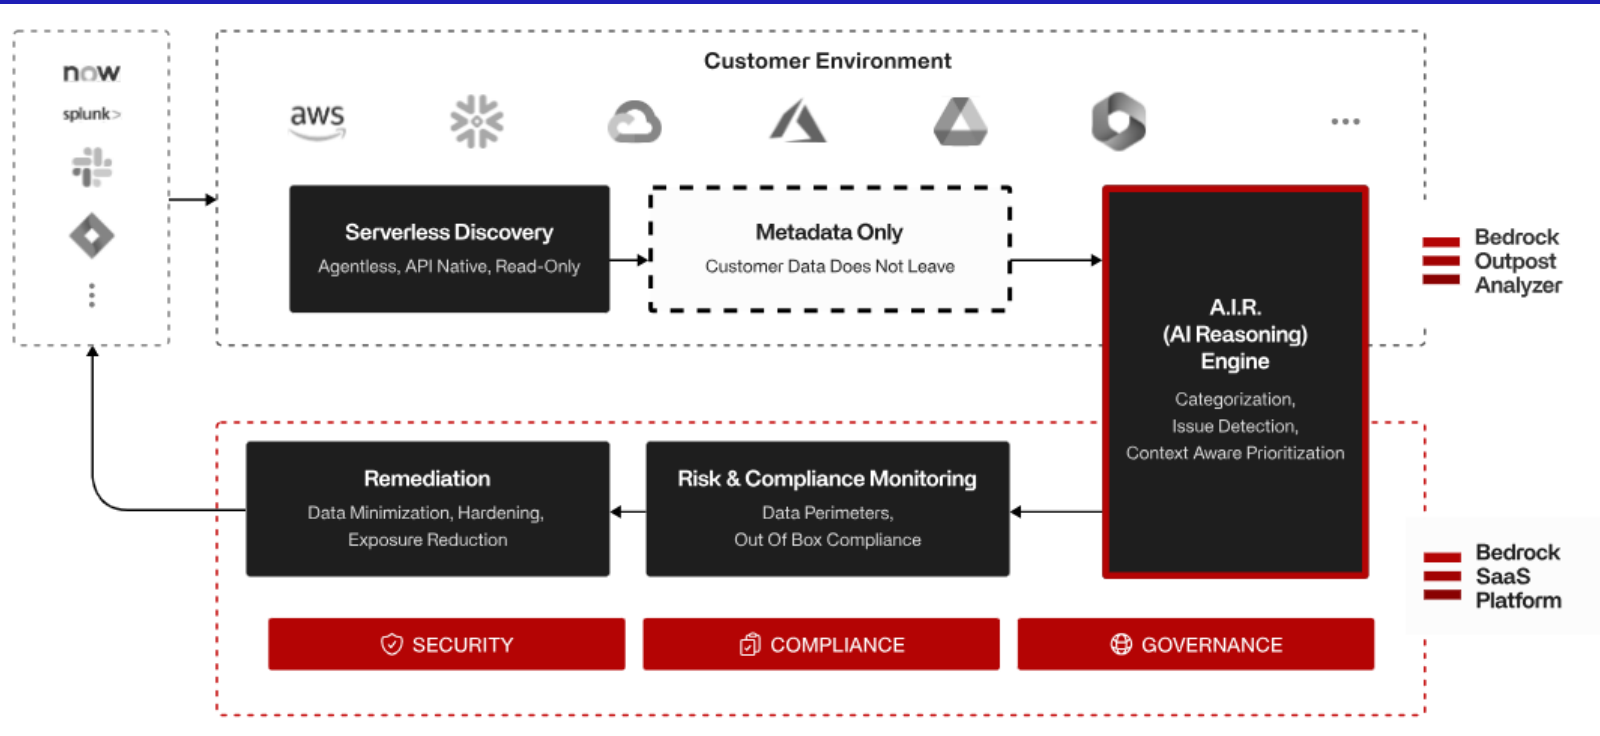 now
splunk>
Customer Environment
aws
Serverless Discovery
Agentless, API Native, Read-Only
Metadata Only
Customer Data Does Not Leave
A.I.R.
(AI Reasoning)
Engine
Categorization,
Issue Detection,
Context Aware Prioritization
Bedrock
Outpost
Analyzer
Remediation
Data Minimization, Hardening,
Exposure Reduction
Risk & Compliance Monitoring
Data Perimeters,
Out Of Box Compliance
Bedrock
SaaS
Platform
SECURITY
COMPLIANCE
GOVERNANCE